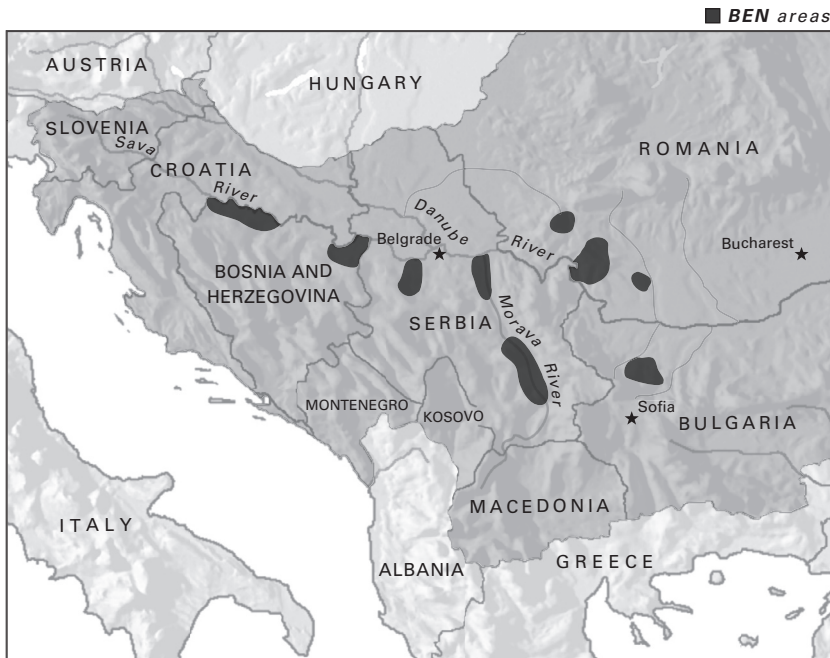 BEN areas
AUSTRIA
HUNGARY
SLOVENIA
Sava
ROMANIA
CROATIA
River
Danube
Belgrade
River
Bucharest
BOSNIA AND
HERZEGOVINA
SERBIA
Morava
River
MONTENEGRO
KOSOVO
Sofia
BULGARIA
MACEDONIA
ITALY
ALBANIA
GREECE